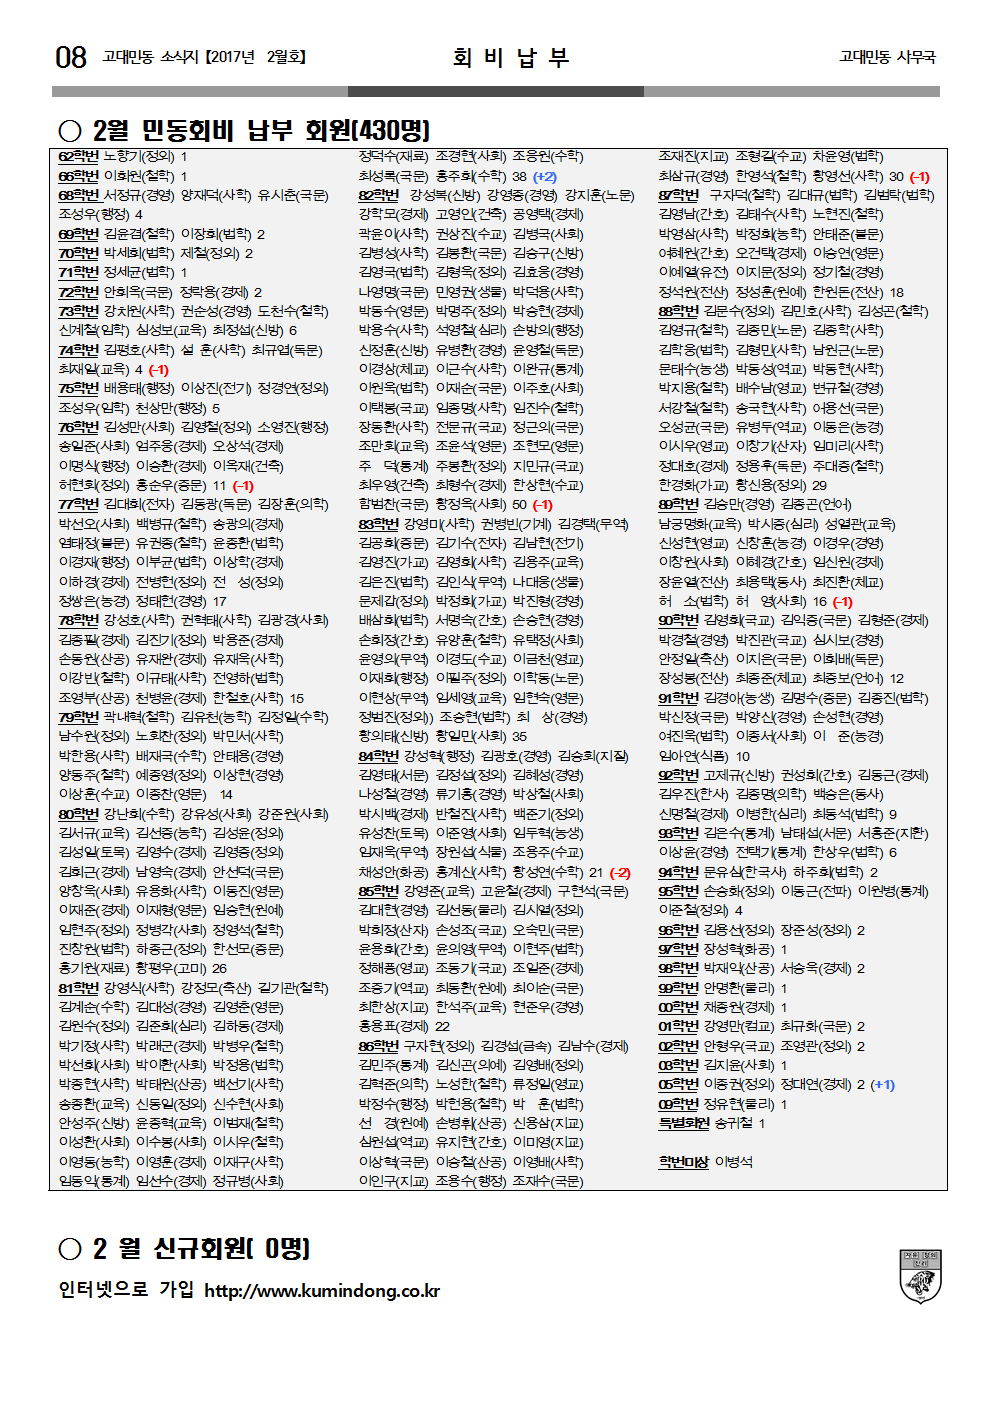 08 고대민동 소식지【2017년 2월호】 회 비 납 부 고대민동 사무국
○ 2월 민동회비 납부 회원(430명)
62학번 노향기(정외) 1
66학번 이화원(철학) 1
68학번 서정규(경영) 양재덕(사학) 유시춘(국문)
조성우(행정) 4
69학번 김윤겸(철학) 이장희(법학) 2
70학번 박세희(법학) 제철(정외) 2
71학번 정세균(법학) 1
72학번 안희옥(국문) 정탁용(경제) 2
73학번 강차원(사학) 권순성(경영) 도천수(철학)
신계철(임학) 심성보(교육) 최정섭(신방) 6
74학번 김평호(사학) 설 훈(사학) 최규엽(독문)
최재일(교육) 4 (-1)
75학번 배용태(행정) 이상진(전기) 정경연(정외)
조성우(임학) 천상만(행정) 5
76학번 김성만(사회) 김영철(정외) 소영진(행정)
송일준(사회) 엄주웅(경제) 오상석(경제)
이명식(행정) 이승환(경제) 이옥재(건축)
허현회(정외) 홍순우(중문) 11 (-1)
77학번 김대희(전자) 김동광(독문) 김장훈(의학)
박선오(사회) 백병규(철학) 송광의(경제)
염태정(불문) 유권종(철학) 윤종환(법학)
이경재(행정) 이부균(법학) 이상학(경제)
이하경(경제) 전병헌(정외) 전 성(정외)
정쌍은(농경) 정태헌(경영) 17
78학번 강성호(사학) 권혁태(사학) 김광경(사회)
김종필(경제) 김진기(정외) 박용준(경제)
손동원(산공) 유재완(경제) 유재욱(사학)
이강빈(철학) 이규태(사학) 전영하(법학)
조영부(산공) 천병윤(경제) 한철호(사학) 15
79학번 곽내혁(철학) 김유천(농학) 김정일(수학)
남수원(정외) 노회찬(정외) 박민서(사학)
박한용(사학) 배재국(수학) 안태용(경영)
양동주(철학) 예종영(정외) 이상현(경영)
이상훈(수교) 이종찬(영문) 14
80학번 강난희(수학) 강유성(사회) 강준원(사회)
김서규(교육) 김선중(농학) 김성윤(정외)
김성일(토목) 김영수(경제) 김영중(정외)
김희근(경제) 남영숙(경제) 안선덕(국문)
양창욱(사회) 유용화(사학) 이동진(영문)
이재준(경제) 이재형(영문) 임승현(원예)
임현주(정외) 정병각(사회) 정영석(철학)
진창원(법학) 하종근(정외) 한선모(중문)
홍기원(재료) 황평우(고미) 26
81학번 강영식(사학) 강정모(축산) 길기관(철학)
김계순(수학) 김대성(경영) 김영춘(영문)
김원수(정외) 김준희(심리) 김하동(경제)
박기정(사학) 박래군(경제) 박병우(철학)
박선희(사회) 박이환(사회) 박정용(법학)
박종현(사학) 박태원(산공) 백선기(사학)
송종환(교육) 신동일(정외) 신수현(사회)
안성주(신방) 윤종혁(교육) 이범재(철학)
이성환(사회) 이수봉(사회) 이시우(철학)
이영동(농학) 이영훈(경제) 이재구(사학)
임동익(통계) 임선수(경제) 정규병(사회)
정덕수(재료) 조경현(사회) 조응원(수학)
최성록(국문) 홍주희(수학) 38 (+2)
82학번 강성복(신방) 강영중(경영) 강지훈(노문)
강학모(경제) 고영인(건축) 공영택(경제)
곽윤이(사학) 권상진(수교) 김병국(사회)
김병성(사학) 김봉환(국문) 김승구(신방)
김영국(법학) 김형욱(정외) 김효응(경영)
나영명(국문) 민영권(생물) 박덕용(사학)
박동수(영문) 박명주(정외) 박승현(경제)
박용수(사학) 석영철(심리) 손방의(행정)
신정훈(신방) 유병환(경영) 윤영철(독문)
이경상(체교) 이근수(사학) 이완규(통계)
이원욱(법학) 이재순(국문) 이주호(사회)
이택봉(국교) 임종명(사학) 임진수(철학)
장동환(사학) 전문규(국교) 정근의(국문)
조만회(교육) 조윤석(영문) 조현모(영문)
주 덕(통계) 주봉환(정외) 지민규(국교)
최우영(건축) 최형수(경제) 한상현(수교)
함범찬(국문) 황정옥(사회) 50 (-1)
83학번 강영미(사학) 권병빈(기계) 김경택(무역)
김공회(중문) 김기수(전자) 김남현(전기)
김영진(가교) 김영희(사학) 김용주(교육)
김은진(법학) 김인식(무역) 나대웅(생물)
문제갑(정외) 박정희(가교) 박진형(경영)
배삼희(법학) 서명숙(간호) 손승현(경영)
손희정(간호) 유양훈(철학) 유택정(사회)
윤영의(무역) 이경도(수교) 이금천(영교)
이재희(행정) 이필주(정외) 이학동(노문)
이현상(무역) 임세영(교육) 임현숙(영문)
정범진(정외)) 조승현(법학) 최 상(경영)
황의태(신방) 황일민(사회) 35
84학번 강성혁(행정) 김광호(경영) 김승희(지질)
김영태(서문) 김정섭(정외) 김혜성(경영)
나성철(경영) 류기홍(경영) 박상철(사회)
박시백(경제) 반철진(사학) 백준기(정외)
유성찬(토목) 이준영(사회) 임두혁(농생)
임재욱(무역) 장원섭(식물) 조용주(수교)
채성안(화공) 홍계신(사학) 황성연(수학) 21 (-2)
85학번 강영준(교육) 고윤철(경제) 구현석(국문)
김대현(경영) 김선동(물리) 김시열(정외)
박희정(산자) 손성조(국교) 오숙민(국문)
윤용화(간호) 윤의영(무역) 이현주(법학)
정해풍(영교) 조동기(국교) 조일준(경제)
조증기(역교) 최동환(원예) 최이순(국문)
최한상(지교) 한석주(교육) 현준우(경영)
홍용표(경제) 22
86학번 구자현(정외) 김경섭(금속) 김남수(경제)
김민주(통계) 김신곤(의예) 김영배(정외)
김혁준(의학) 노성한(철학) 류정일(영교)
박정수(행정) 박헌용(철학) 박 훈(법학)
선 경(원예) 손병휘(산공) 신용삼(지교)
심원섭(역교) 유지현(간호) 이미영(지교)
이상혁(국문) 이승철(산공) 이영배(사학)
이인구(지교) 조용수(행정) 조재수(국문)
조재진(지교) 조형길(수교) 차윤영(법학)
최삼규(경영) 한영석(철학) 황영선(사학) 30 (-1)
87학번 구자덕(철학) 김대규(법학) 김범탁(법학)
김영남(간호) 김태수(사학) 노현진(철학)
박영삼(사학) 박정희(농학) 안태준(불문)
여혜원(간호) 오건택(경제) 이승연(영문)
이예열(유전) 이지문(정외) 정기철(경영)
정석원(전산) 정성훈(원예) 한원돈(전산) 18
88학번 김문수(정외) 김민호(사학) 김성곤(철학)
김영규(철학) 김종민(노문) 김중학(사학)
김학웅(법학) 김형민(사학) 남원근(노문)
문태수(농생) 박동성(역교) 박동현(사학)
박지용(철학) 배수남(영교) 변규철(경영)
서강철(철학) 송국현(사학) 어용선(국문)
오성균(국문) 유병두(역교) 이동은(농경)
이시우(영교) 이창기(산자) 임미리(사학)
정대호(경제) 정용후(독문) 주대중(철학)
한경화(가교) 황신용(정외) 29
89학번 김승만(경영) 김종곤(언어)
남궁명화(교육) 박시중(심리) 성열관(교육)
신성현(영교) 신창훈(농경) 이경우(경영)
이창원(사회) 이혜경(간호) 임신원(경제)
장윤열(전산) 최용택(동사) 최진환(체교)
허 소(법학) 허 영(사회) 16 (-1)
90학번 김영희(국교) 김익중(국문) 김형준(경제)
박경철(경영) 박진관(국교) 심시보(경영)
안정일(축산) 이지은(국문) 이희배(독문)
장성봉(전산) 최종준(체교) 최중보(언어) 12
91학번 김경아(농생) 김명수(중문) 김종진(법학)
박신정(국문) 박양신(경영) 손성현(경영)
여진욱(법학) 이종서(사회) 이 준(농경)
임아연(식품) 10
92학번 고제규(신방) 권성희(간호) 김동근(경제)
김우진(한사) 김종명(의학) 백승은(동사)
신명철(경제) 이병한(심리) 최동석(법학) 9
93학번 김은수(통계) 남태섭(서문) 서홍준(지환)
이상윤(경영) 전택기(통계) 한상우(법학) 6
94학번 문유심(한국사) 하주희(법학) 2
95학번 손승화(정외) 이동근(전파) 이원병(통계)
이준철(정외) 4
96학번 김용선(정외) 장준성(정외) 2
97학번 장성혁(화공) 1
98학번 박재익(산공) 서승욱(경제) 2
99학번 안명환(물리) 1
00학번 채종원(경제) 1
01학번 강영만(컴교) 최규화(국문) 2
02학번 안형우(국교) 조영관(정외) 2
03학번 김지윤(사회) 1
05학번 이중권(정외) 정대연(경제) 2 (+1)
09학번 정유현(물리) 1
특별회원 송귀철 1
학번미상 이병석
○ 2 월 신규회원( 0명)
인터넷으로 가입 http://www.kumindong.co.kr
자유 정의
진리